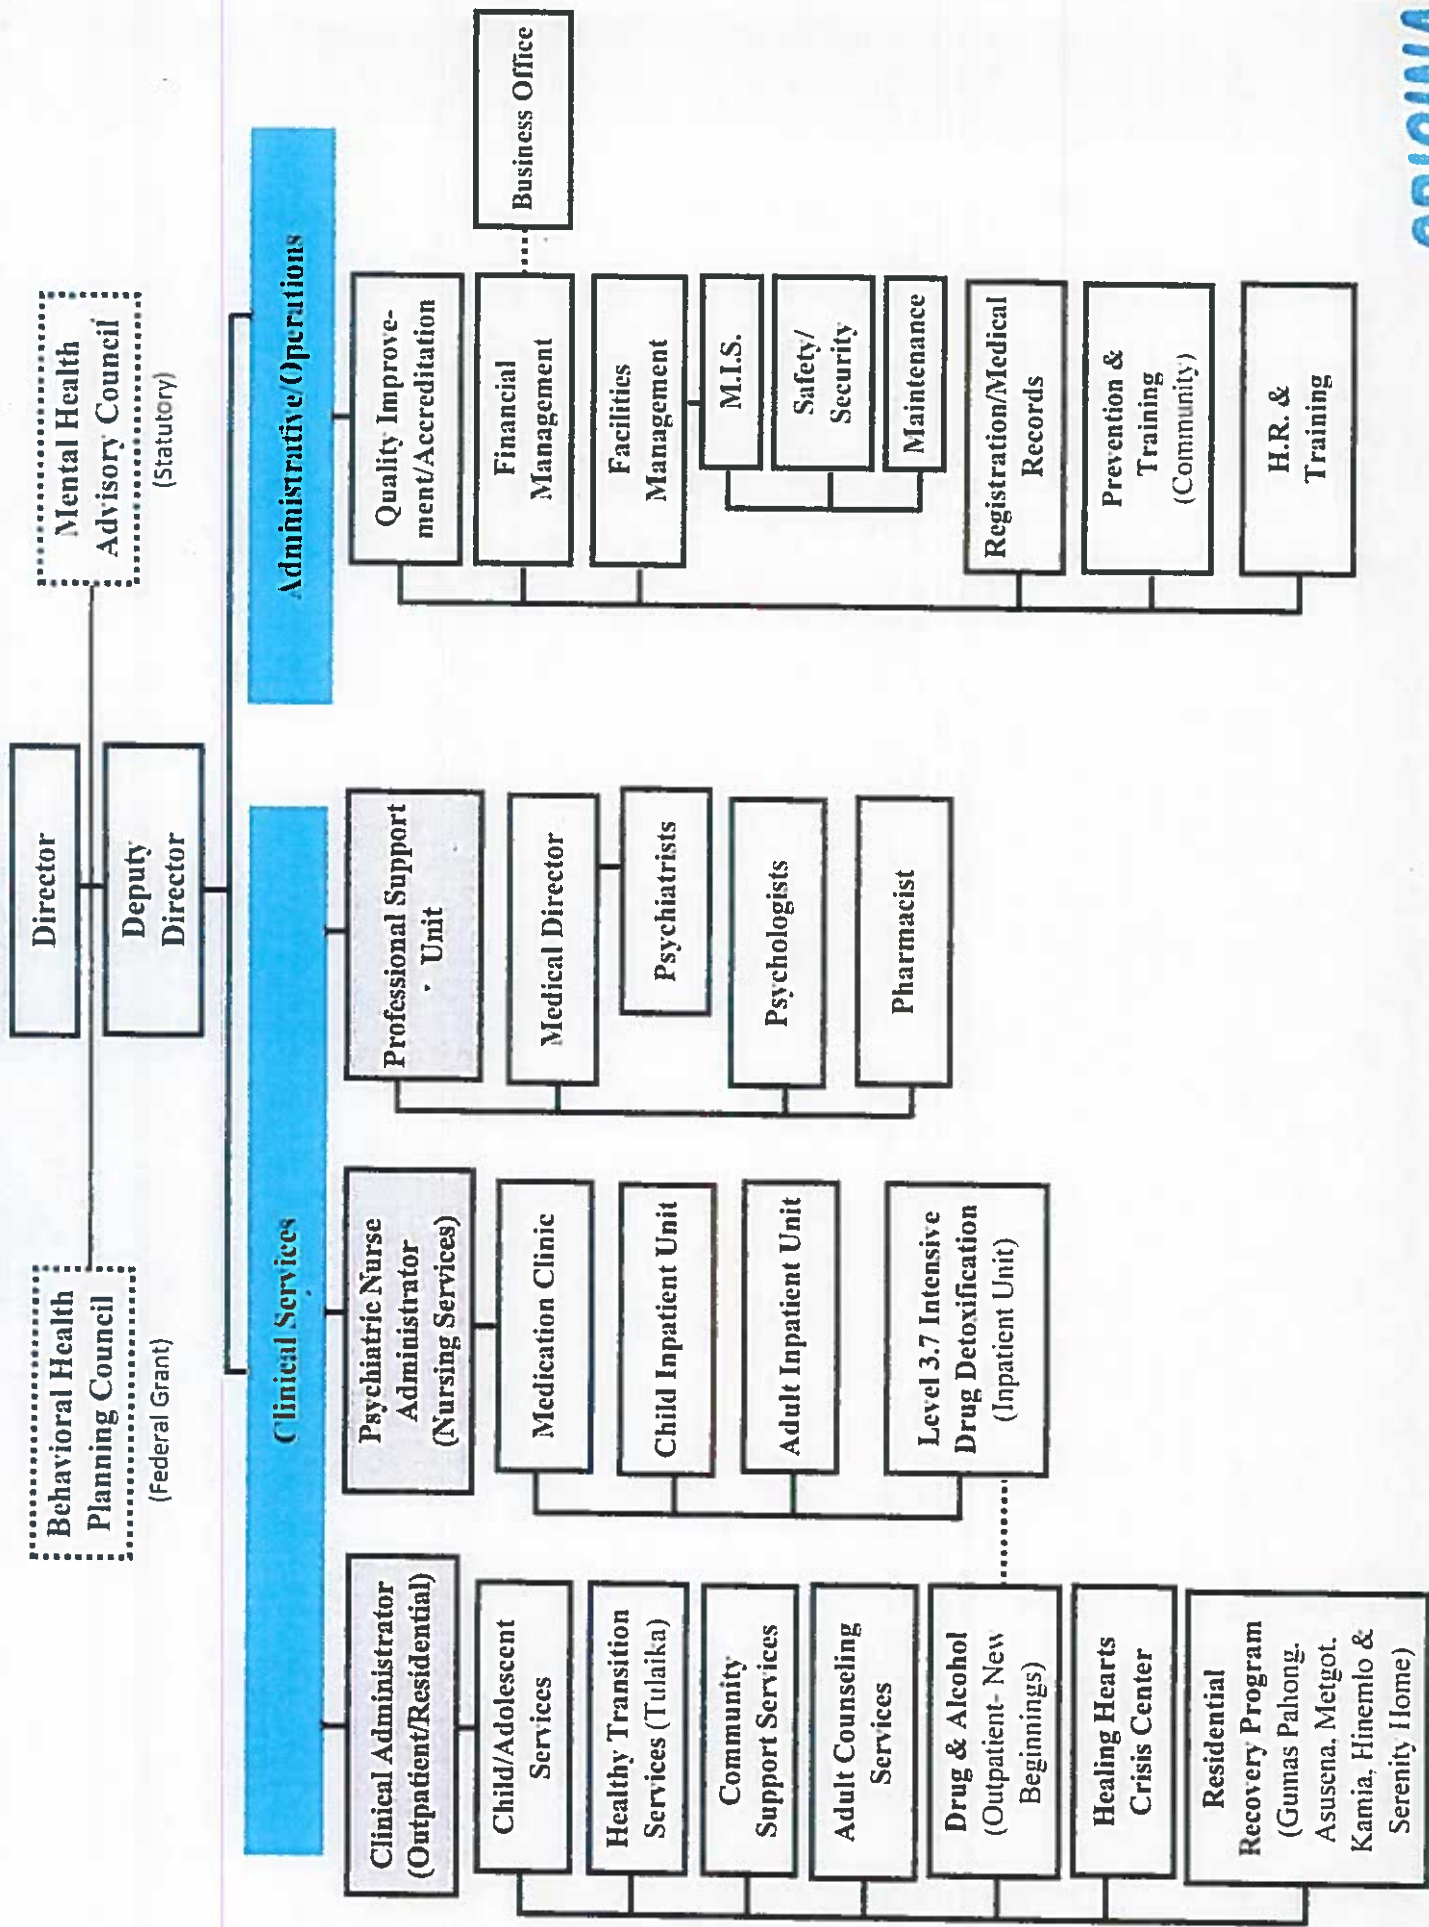 Director
Behavioral Health
Planning Council
(Federal Grant)
Mental Health
Advisory Council
(Statutory)
Deputy
Director
Clinical Services
Administrative/Operations
Clinical Administrator
(Outpatient/Residential)
Child/Adolescent
Services
Healthy Transition
Services (Tulaika)
Community
Support Services
Adult Counseling
Services
Drug & Alcohol
(Outpatient- New
Beginnings)
Healing Hearts
Crisis Center
Residential
Recovery Program
(Gumas Pahong.
Asusena, Metgot.
Kamia, Hinemlo &
Serenity Home)
Psychiatric Nurse
Administrator
(Nursing Services)
Medication Clinic
Child Inpatient Unit
Adult Inpatient Unit
Level 3.7 Intensive
Drug Detoxification
(Inpatient Unit)
Professional Support
Unit
Medical Director
Psychiatrists
Psychologists
Pharmacist
Quality Improve-
ment/Accreditation
Financial
Management
Business Office
Facilities
Management
M.I.S.
Safety/
Security
Maintenance
Registration/Medical
Records
Prevention &
Training
(Community)
H.R. &
Training